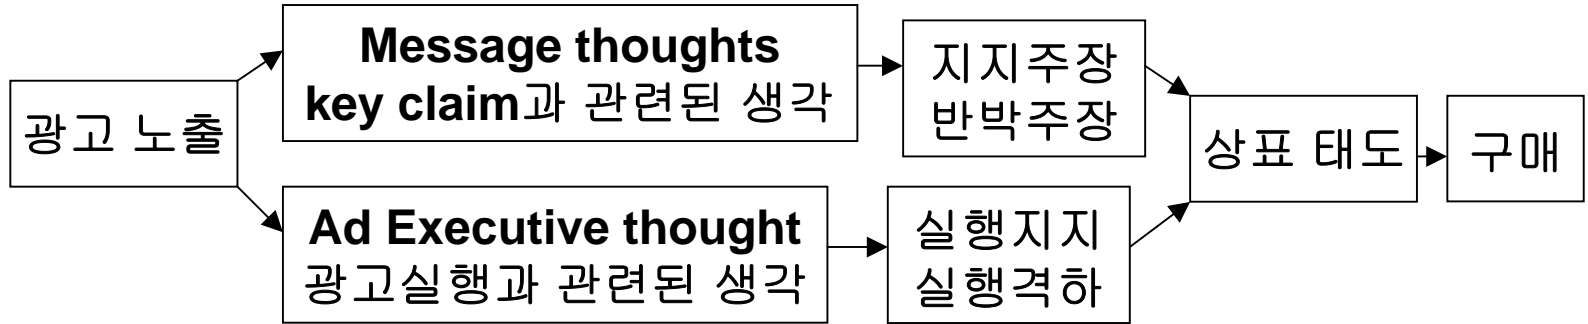 광고 노출
Message thoughts
key claim과 관련된 생각
지지주장
반박주장
Ad Executive thought
광고실행과 관련된 생각
실행지지
실행격하
상표 태도
구매